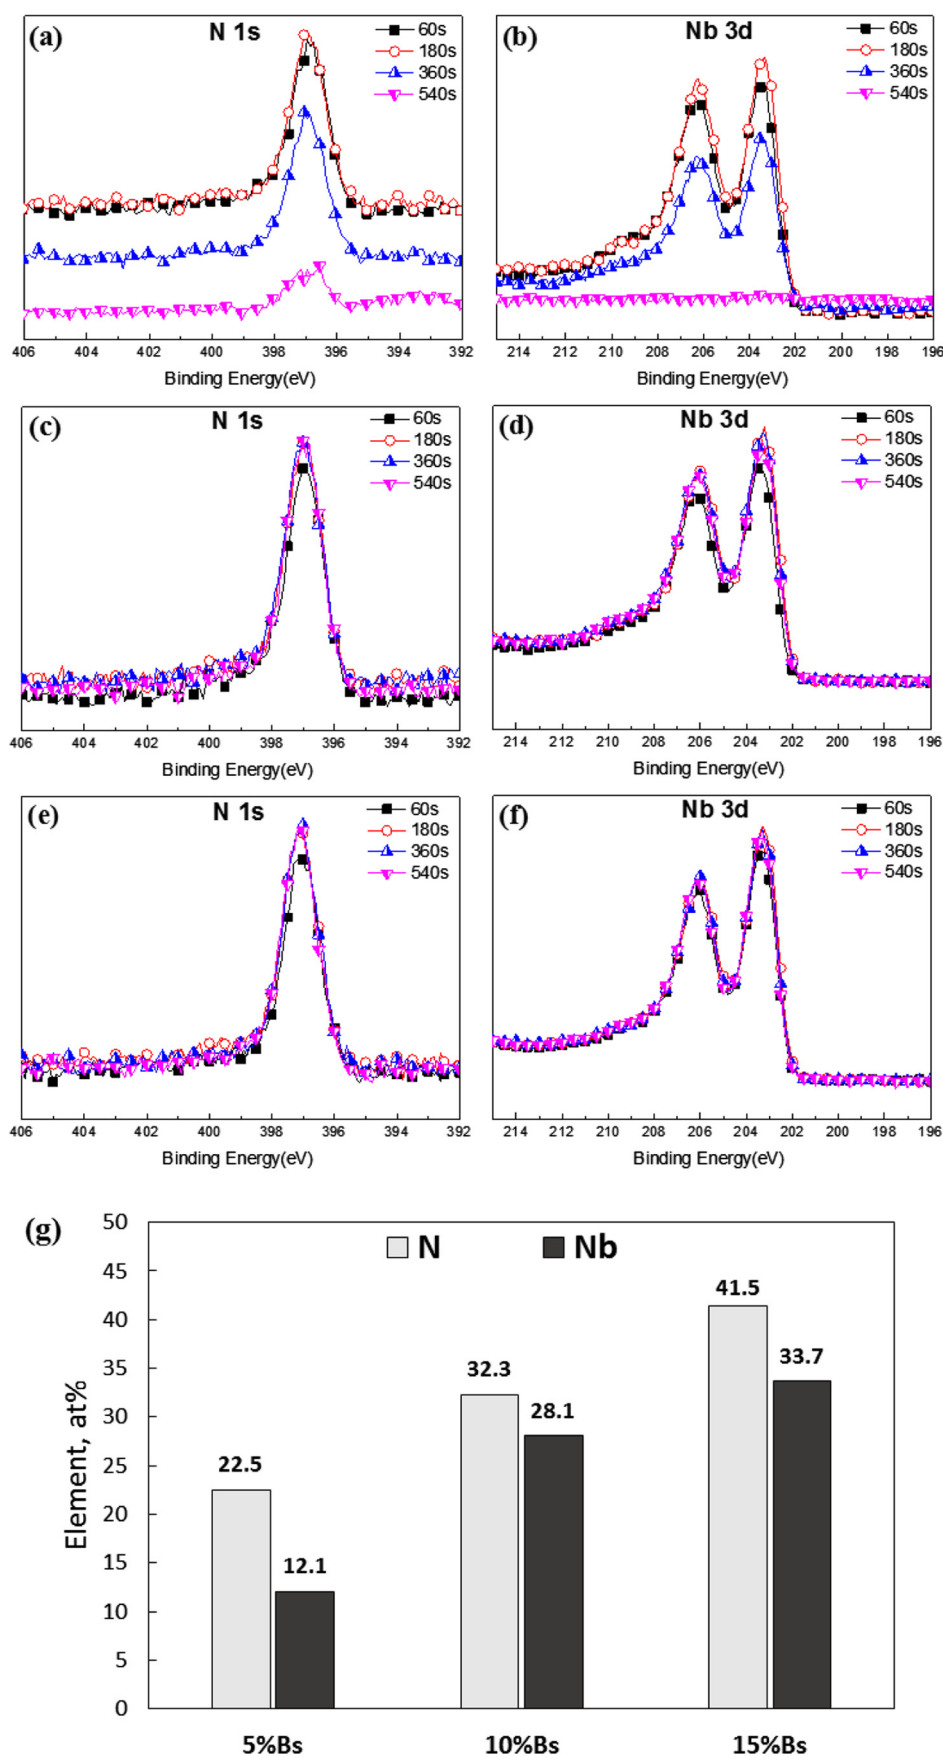 (a) N 1s
60s
180s
360s
540s
406 404 402 400 398 396 394 392
Binding Energy(eV)
(b) Nb 3d
60s
180s
360s
540s
214 212 210 208 206 204 202 200 198 196
Binding Energy(eV)
(c) N 1s
60s
180s
360s
540s
406 404 402 400 398 396 394 392
Binding Energy(eV)
(d) Nb 3d
60s
180s
360s
540s
214 212 210 208 206 204 202 200 198 196
Binding Energy(eV)
(e) N 1s
60s
180s
360s
540s
406 404 402 400 398 396 394 392
Binding Energy(eV)
(f) Nb 3d
60s
180s
360s
540s
214 212 210 208 206 204 202 200 198 196
Binding Energy(eV)
(g)
N Nb
Element, at%
50
45
40
35
30
25
20
15
10
5
0
22.5
12.1
32.3
28.1
41.5
33.7
5%Bs 10%Bs 15%Bs